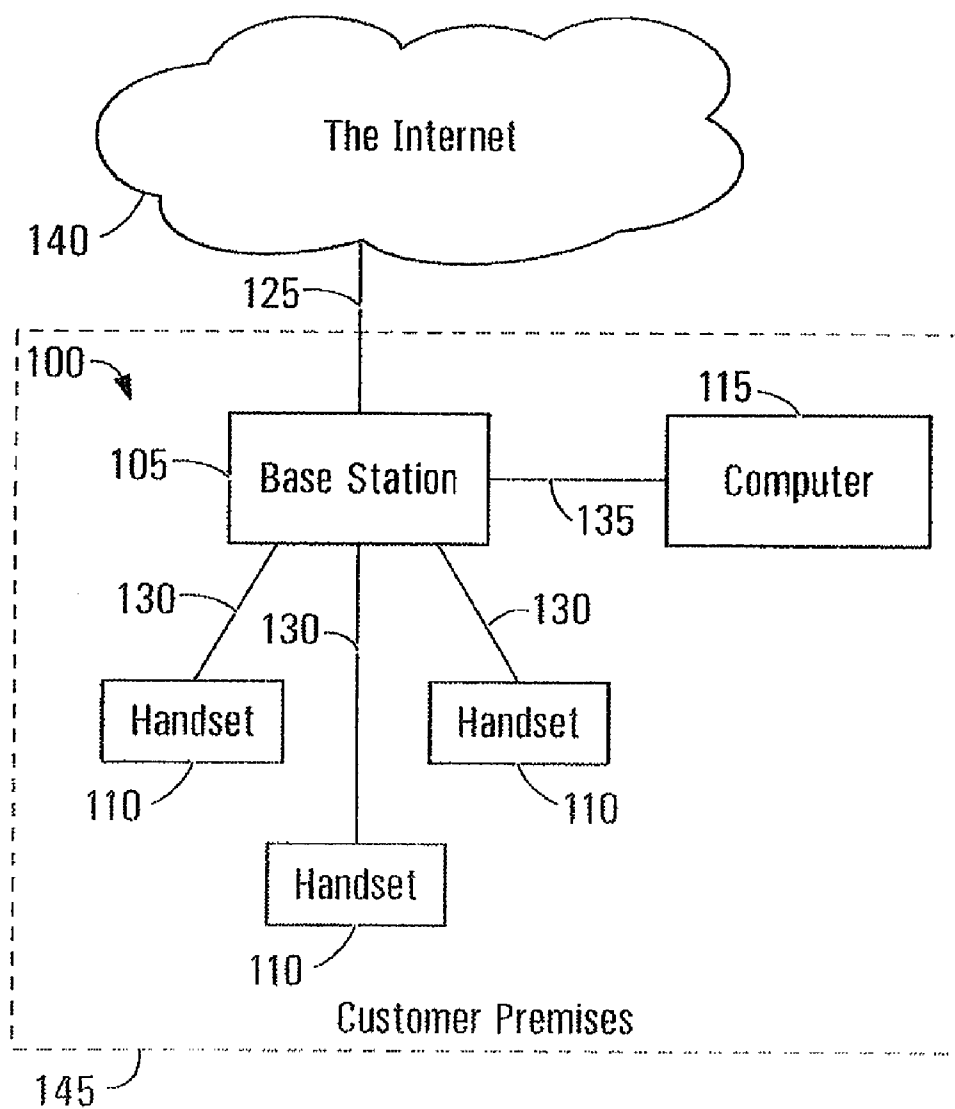 The Internet
140
125
100
115
105
Base Station
Computer
135
130
130
130
Handset
Handset
110
110
Handset
110
Customer Premises
145